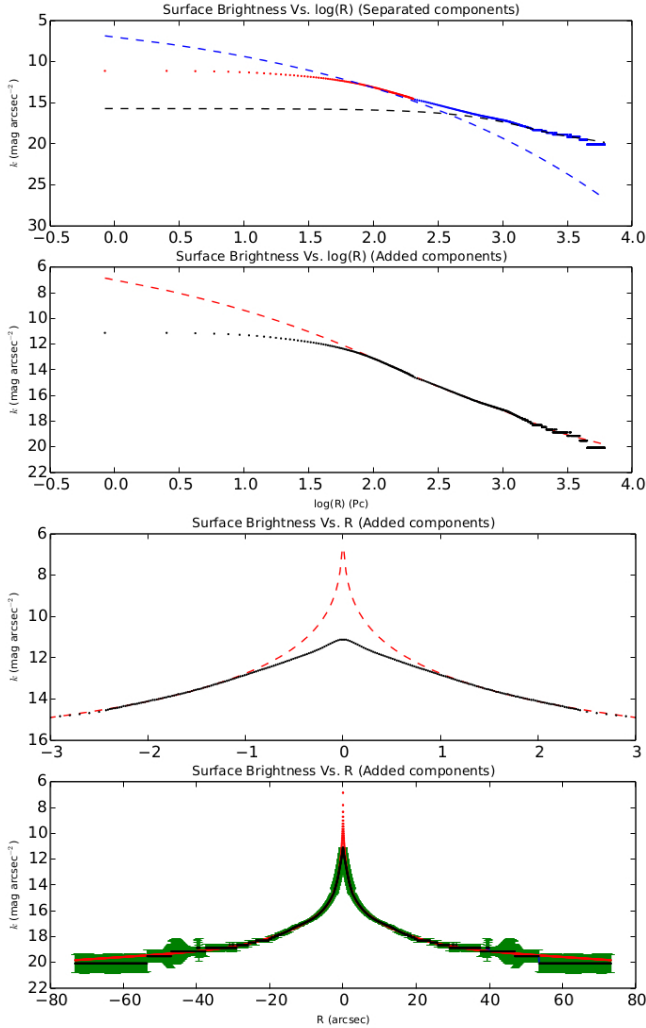 Surface Brightness Vs. log(R) (Separated components)
5
10
15
20
25
30
k (mag arcsec−2)
−0.5 0.0 0.5 1.0 1.5 2.0 2.5 3.0 3.5 4.0
Surface Brightness Vs. log(R) (Added components)
6
8
10
12
14
16
18
20
22
k (mag arcsec−2)
−0.5 0.0 0.5 1.0 1.5 2.0 2.5 3.0 3.5 4.0
log(R) (Pc)
Surface Brightness Vs. R (Added components)
6
8
10
12
14
16
k (mag arcsec−2)
−3 −2 −1 0 1 2 3
Surface Brightness Vs. R (Added components)
6
8
10
12
14
16
18
20
22
k (mag arcsec−2)
−80 −60 −40 −20 0 20 40 60 80
R (arcsec)